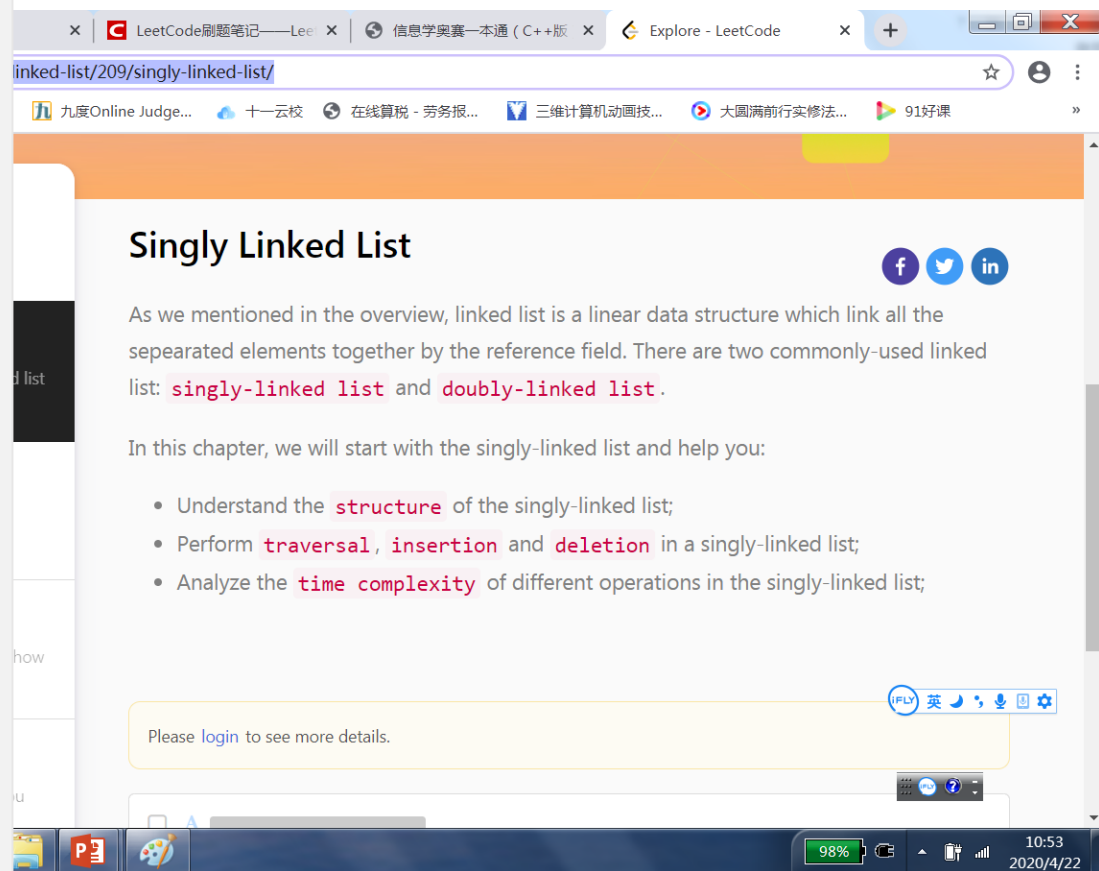 LeetCode刷题笔记——Lee
信息学奥赛一本通（C++版
Explore - LeetCode
inked-list/209/singly-linked-list/
九度Online Judge...
十一云校
在线算税 - 劳务报...
三维计算机动画技...
大圆满前行实修法...
91好课
»
Singly Linked List
As we mentioned in the overview, linked list is a linear data structure which link all the
sepearated elements together by the reference field. There are two commonly-used linked
list: singly-linked list and doubly-linked list.
d list
In this chapter, we will start with the singly-linked list and help you:
• Understand the structure of the singly-linked list;
• Perform traversal, insertion and deletion in a singly-linked list;
• Analyze the time complexity of different operations in the singly-linked list;
how
iFLY 英
Please login to see more details.
u
98%
10:53
2020/4/22